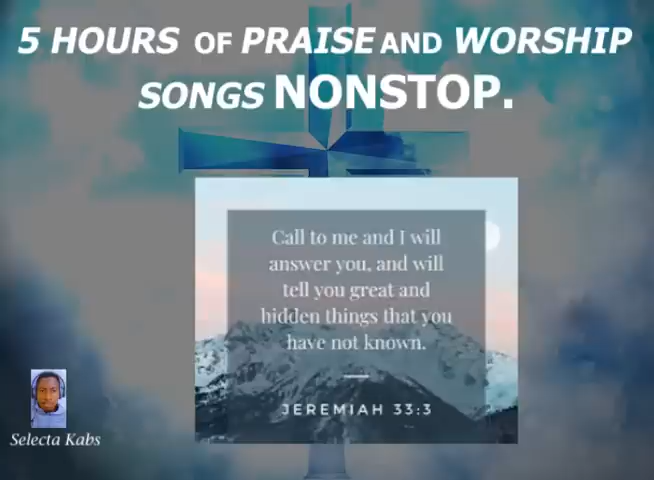 5 HOURS OF PRAISE AND WORSHIP
SONGS NONSTOP.
Call to me and I will
answer you, and will
tell you great and
hidden things that you
have not known.
JEREMIAH 33:3
Selecta Kabs